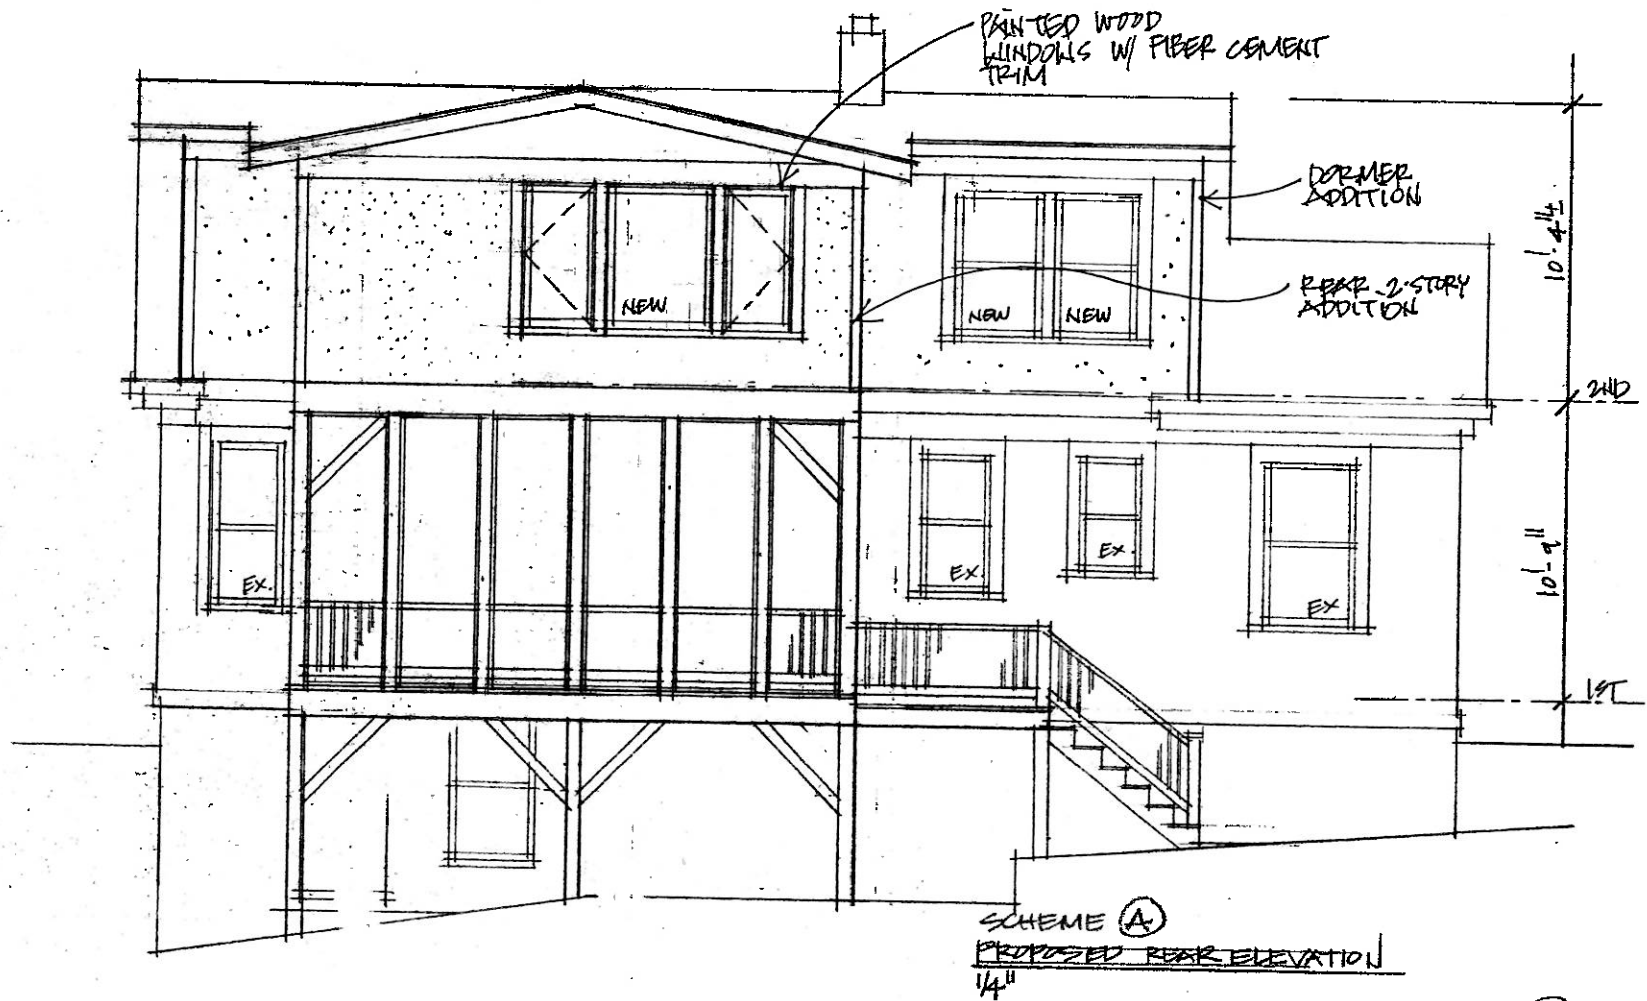 PAINTED WOOD
WINDOWS W/ FIBER CEMENT
TRIM
DORMER
ADDITION
10'-4¼±
REAR 2-STORY
ADDITION
NEW
NEW
NEW
2ND
EX.
EX.
EX.
EX
10'-9"
1ST
SCHEME A
PROPOSED REAR ELEVATION
1/4"